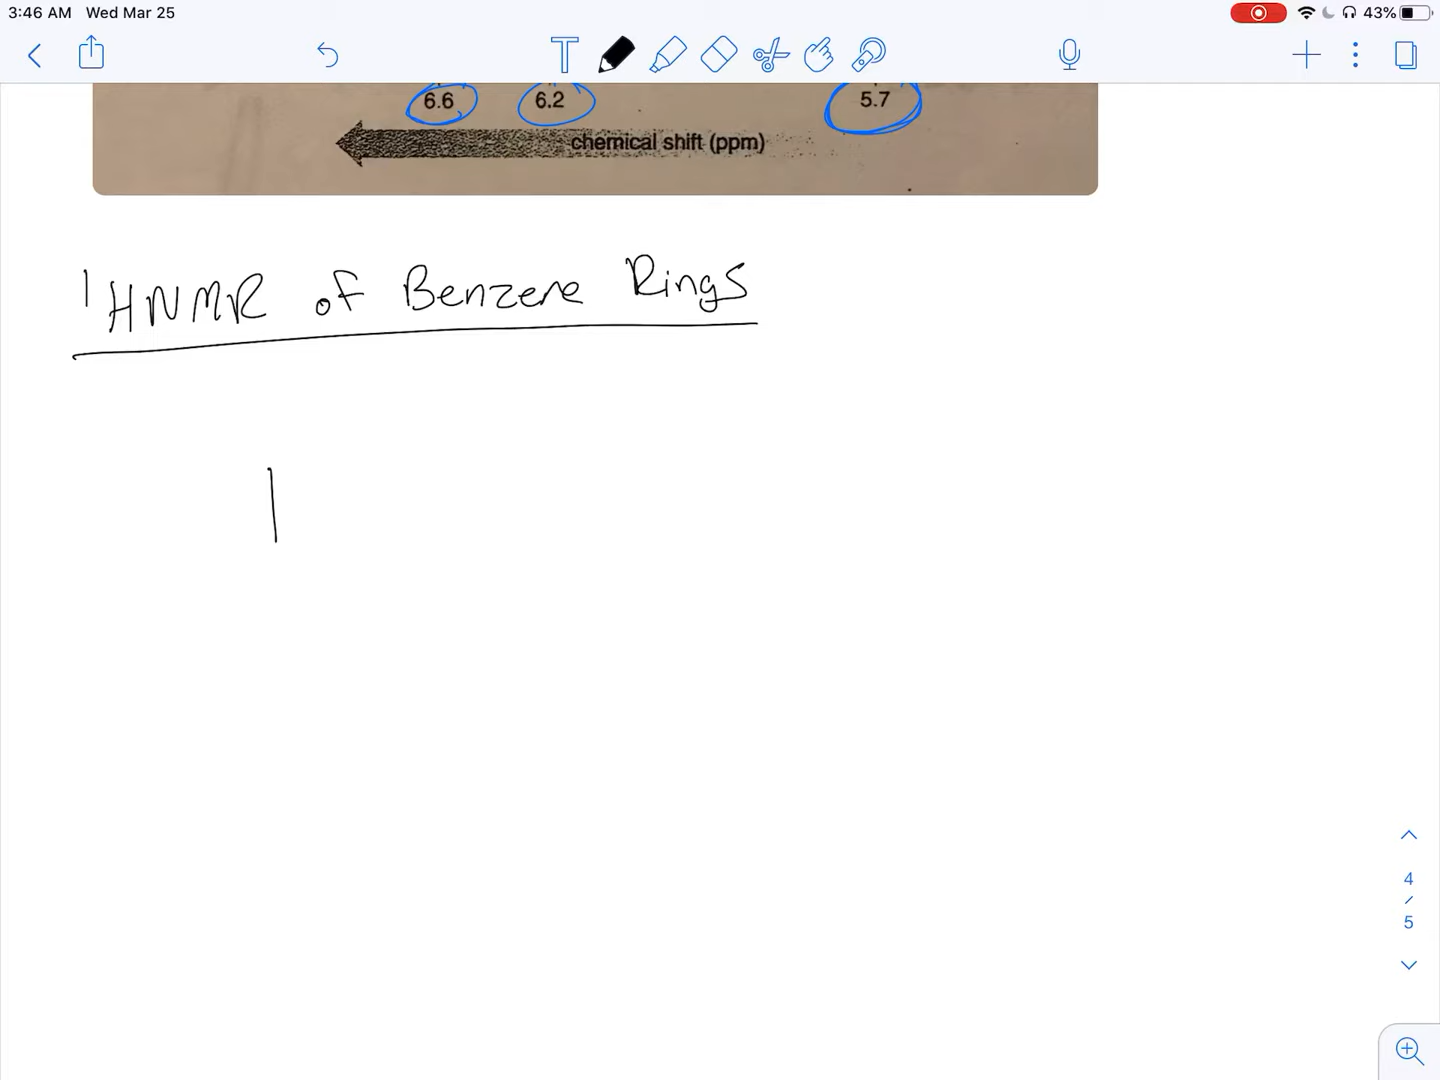 3:46 AM Wed Mar 25
43%
T
6.6 6.2 5.7
chemical shift (ppm)
¹HNMR of Benzene Rings
4
5